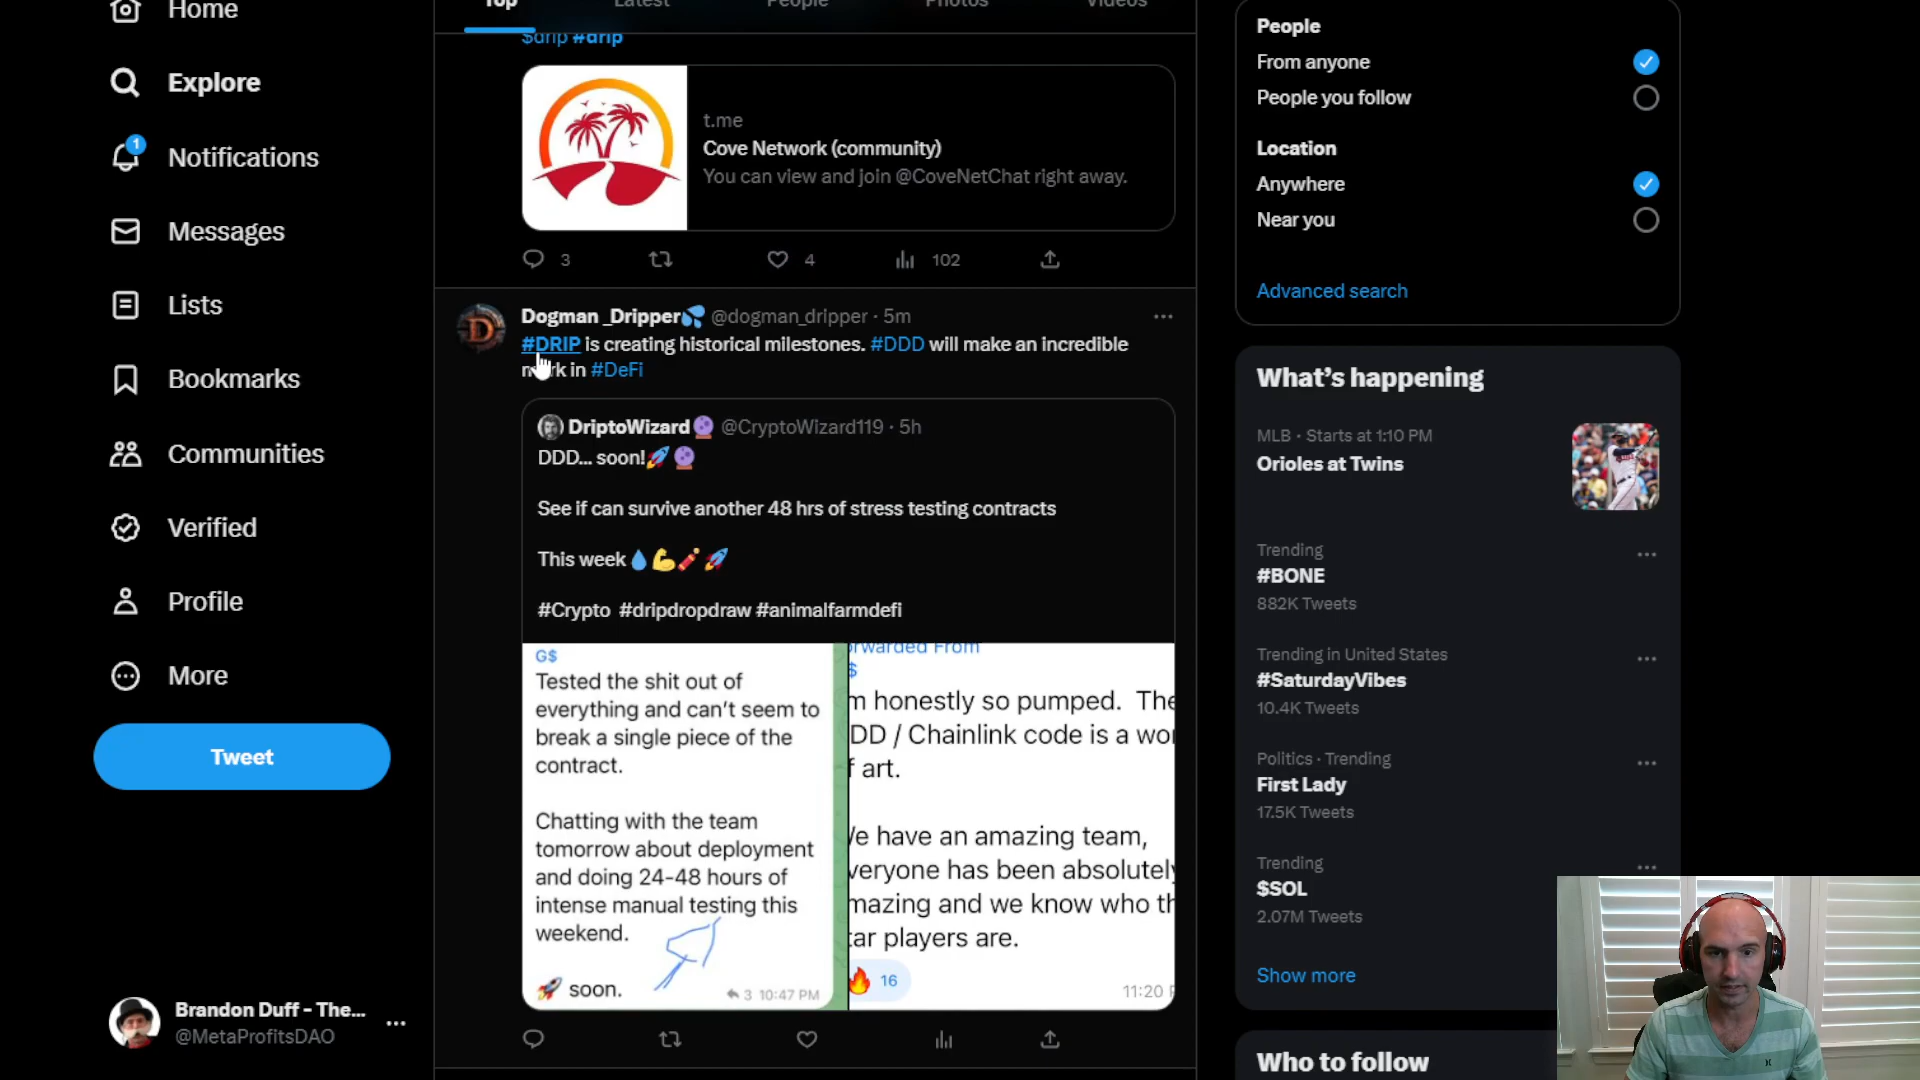 Home
Explore
1
Notifications
Messages
Lists
Bookmarks
Communities
Verified
Profile
More
Tweet
Brandon Duff - The...
@MetaProfitsDAO
Top Latest People Photos Videos
$drip #drip
t.me
Cove Network (community)
You can view and join @CoveNetChat right away.
3 4 102
Dogman _Dripper @dogman_dripper · 5m
#DRIP is creating historical milestones. #DDD will make an incredible
mark in #DeFi
DriptoWizard @CryptoWizard119 · 5h
DDD... soon!
See if can survive another 48 hrs of stress testing contracts
This week
#Crypto #dripdropdraw #animalfarmdefi
G$
Tested the shit out of
everything and can't seem to
break a single piece of the
contract.
Chatting with the team
tomorrow about deployment
and doing 24-48 hours of
intense manual testing this
weekend.
soon.
3 10:47 PM
rwarded From
$
m honestly so pumped. The
DD / Chainlink code is a wor
f art.
We have an amazing team,
veryone has been absolutely
mazing and we know who th
tar players are.
16
11:20 P
People
From anyone
People you follow
Location
Anywhere
Near you
Advanced search
What's happening
MLB · Starts at 1:10 PM
Orioles at Twins
Trending
#BONE
882K Tweets
Trending in United States
#SaturdayVibes
10.4K Tweets
Politics · Trending
First Lady
17.5K Tweets
Trending
$SOL
2.07M Tweets
Show more
Who to follow